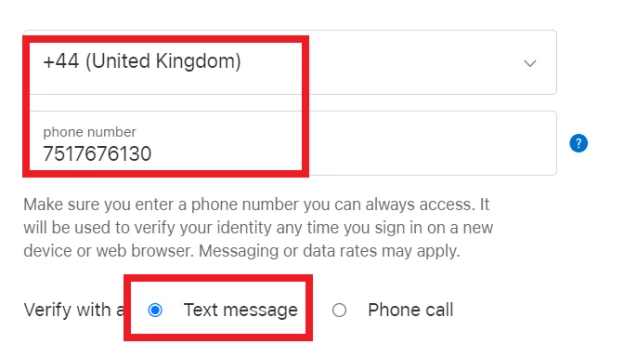 +44 (United Kingdom)
phone number
7517676130
?
Make sure you enter a phone number you can always access. It
will be used to verify your identity any time you sign in on a new
device or web browser. Messaging or data rates may apply.
Verify with a Text message Phone call